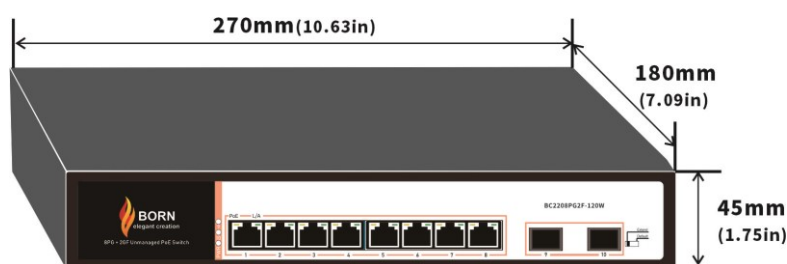 270mm(10.63in)
180mm
(7.09in)
45mm
(1.75in)
BORN
elegant creation
8PG + 2GF Unmanaged PoE Switch
PoE L/A
1 2 3 4 5 6 7 8
BC2208PG2F-120W
9 10